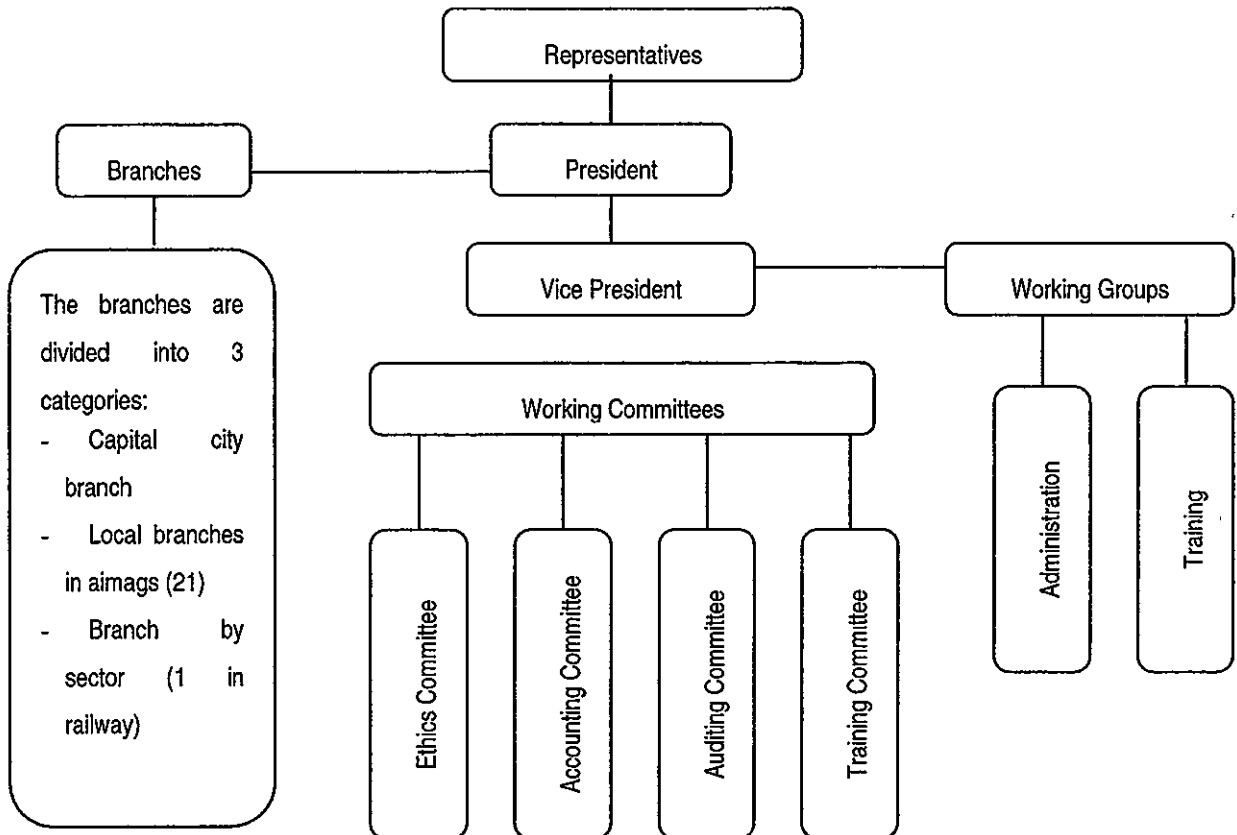 Representatives
Branches
President
Vice President
Working Groups
The branches are
divided into 3
categories:
- Capital city
branch
- Local branches
in aimags (21)
- Branch by
sector (1 in
railway)
Working Committees
Ethics Committee
Accounting Committee
Auditing Committee
Training Committee
Administration
Training